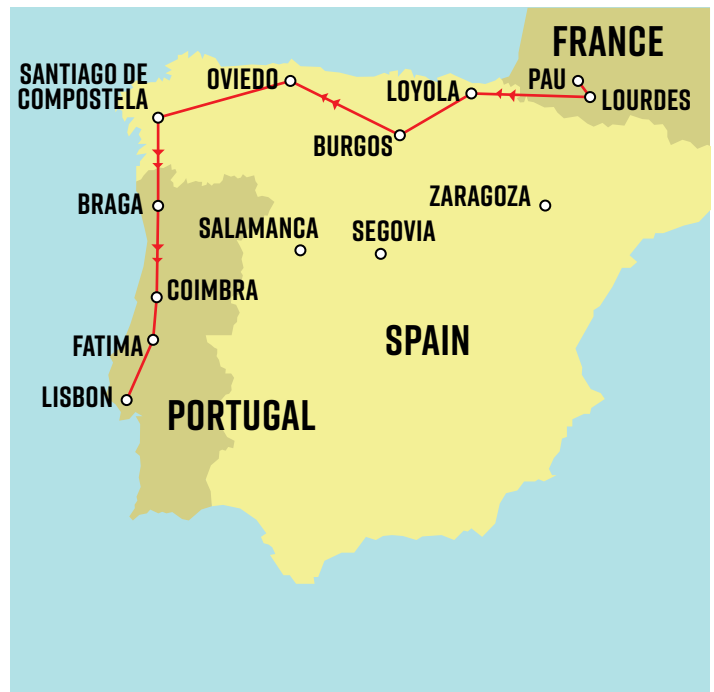 FRANCE
SANTIAGO DE
COMPOSTELA
OVIEDO
LOYOLA
PAU
LOURDES
BURGOS
BRAGA
SALAMANCA
SEGOVIA
ZARAGOZA
COIMBRA
FATIMA
SPAIN
LISBON
PORTUGAL